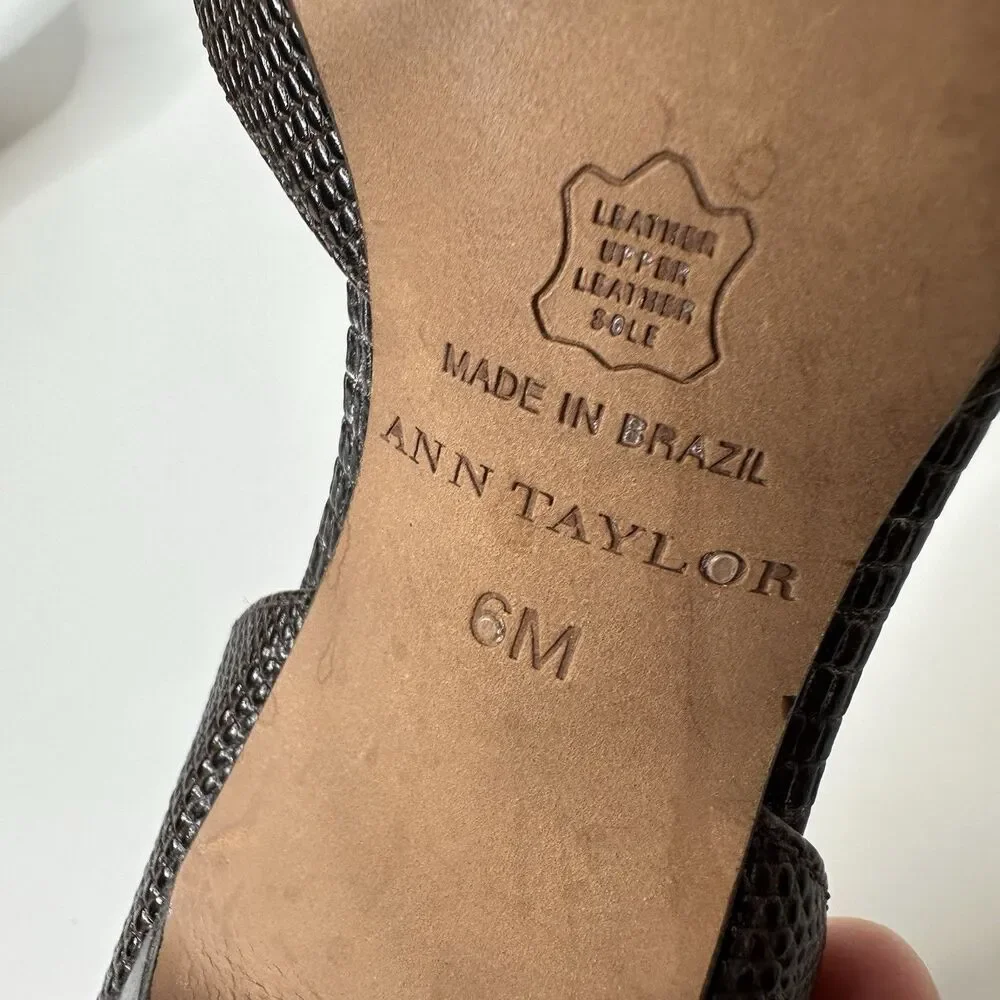 LEATHER
UPPER
LEATHER
SOLE
MADE IN BRAZIL
ANN TAYLOR
6M